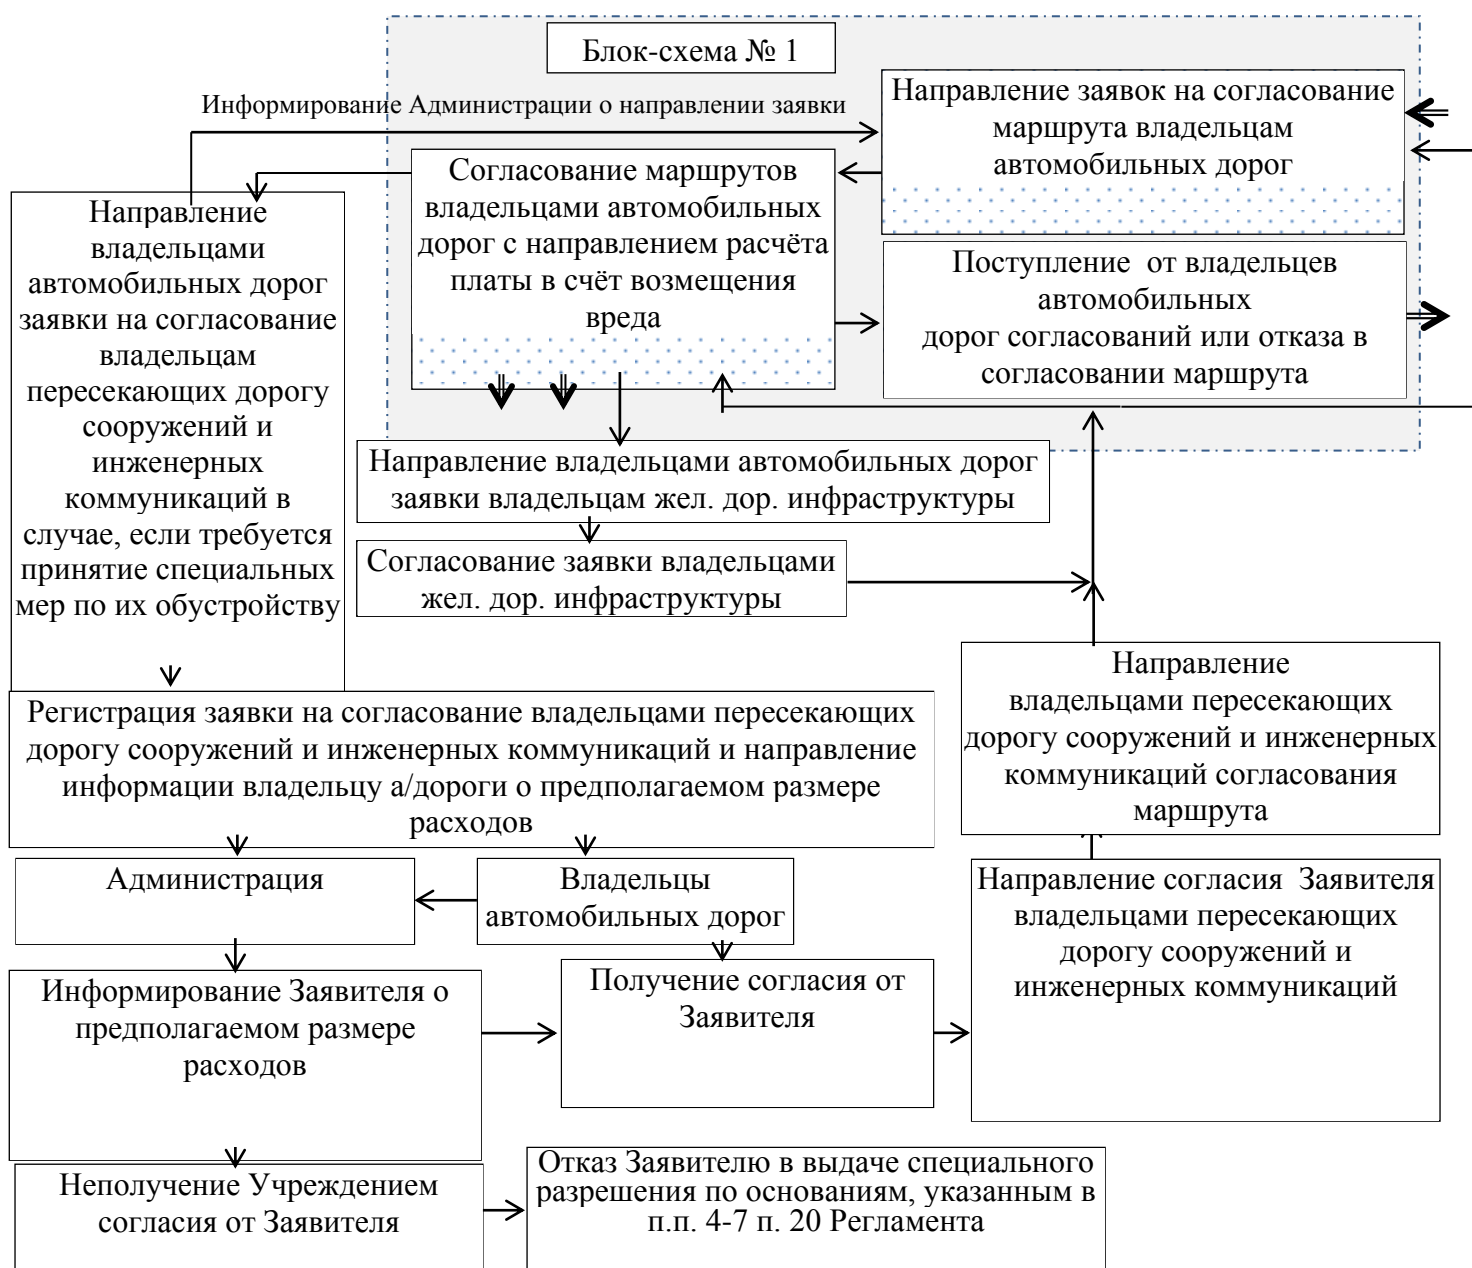 Блок-схема № 1
Информирование Администрации о направлении заявки
Направление заявок на согласование
маршрута владельцам
автомобильных дорог
Согласование маршрутов
владельцами автомобильных
дорог с направлением расчёта
платы в счёт возмещения
вреда
Поступление от владельцев
автомобильных
дорог согласований или отказа в
согласовании маршрута
Направление
владельцами
автомобильных дорог
заявки на согласование
владельцам
пересекающих дорогу
сооружений и
инженерных
коммуникаций в
случае, если требуется
принятие специальных
мер по их обустройству
Направление владельцами автомобильных дорог
заявки владельцам жел. дор. инфраструктуры
Согласование заявки владельцами
жел. дор. инфраструктуры
Направление
владельцами пересекающих
дорогу сооружений и инженерных
коммуникаций согласования
маршрута
Регистрация заявки на согласование владельцами пересекающих
дорогу сооружений и инженерных коммуникаций и направление
информации владельцу а/дороги о предполагаемом размере
расходов
Администрация
Владельцы
автомобильных дорог
Направление согласия Заявителя
владельцами пересекающих
дорогу сооружений и
инженерных коммуникаций
Информирование Заявителя о
предполагаемом размере
расходов
Получение согласия от
Заявителя
Неполучение Учреждением
согласия от Заявителя
Отказ Заявителю в выдаче специального
разрешения по основаниям, указанным в
п.п. 4-7 п. 20 Регламента